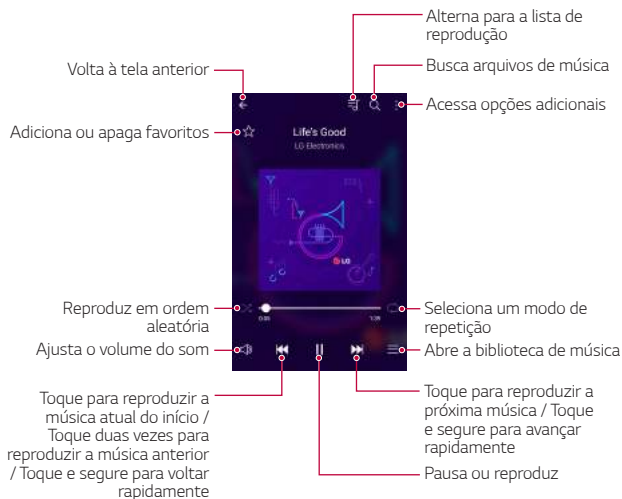 Alterna para a lista de
reprodução
Volta à tela anterior
Busca arquivos de música
Acessa opções adicionais
Adiciona ou apaga favoritos
Life's Good
LG Electronics
LG
Reproduz em ordem
aleatória
Seleciona um modo de
repetição
Ajusta o volume do som
Abre a biblioteca de música
Toque para reproduzir a
música atual do início /
Toque duas vezes para
reproduzir a música anterior
/ Toque e segure para voltar
rapidamente
Toque para reproduzir a
próxima música / Toque
e segure para avançar
rapidamente
Pausa ou reproduz